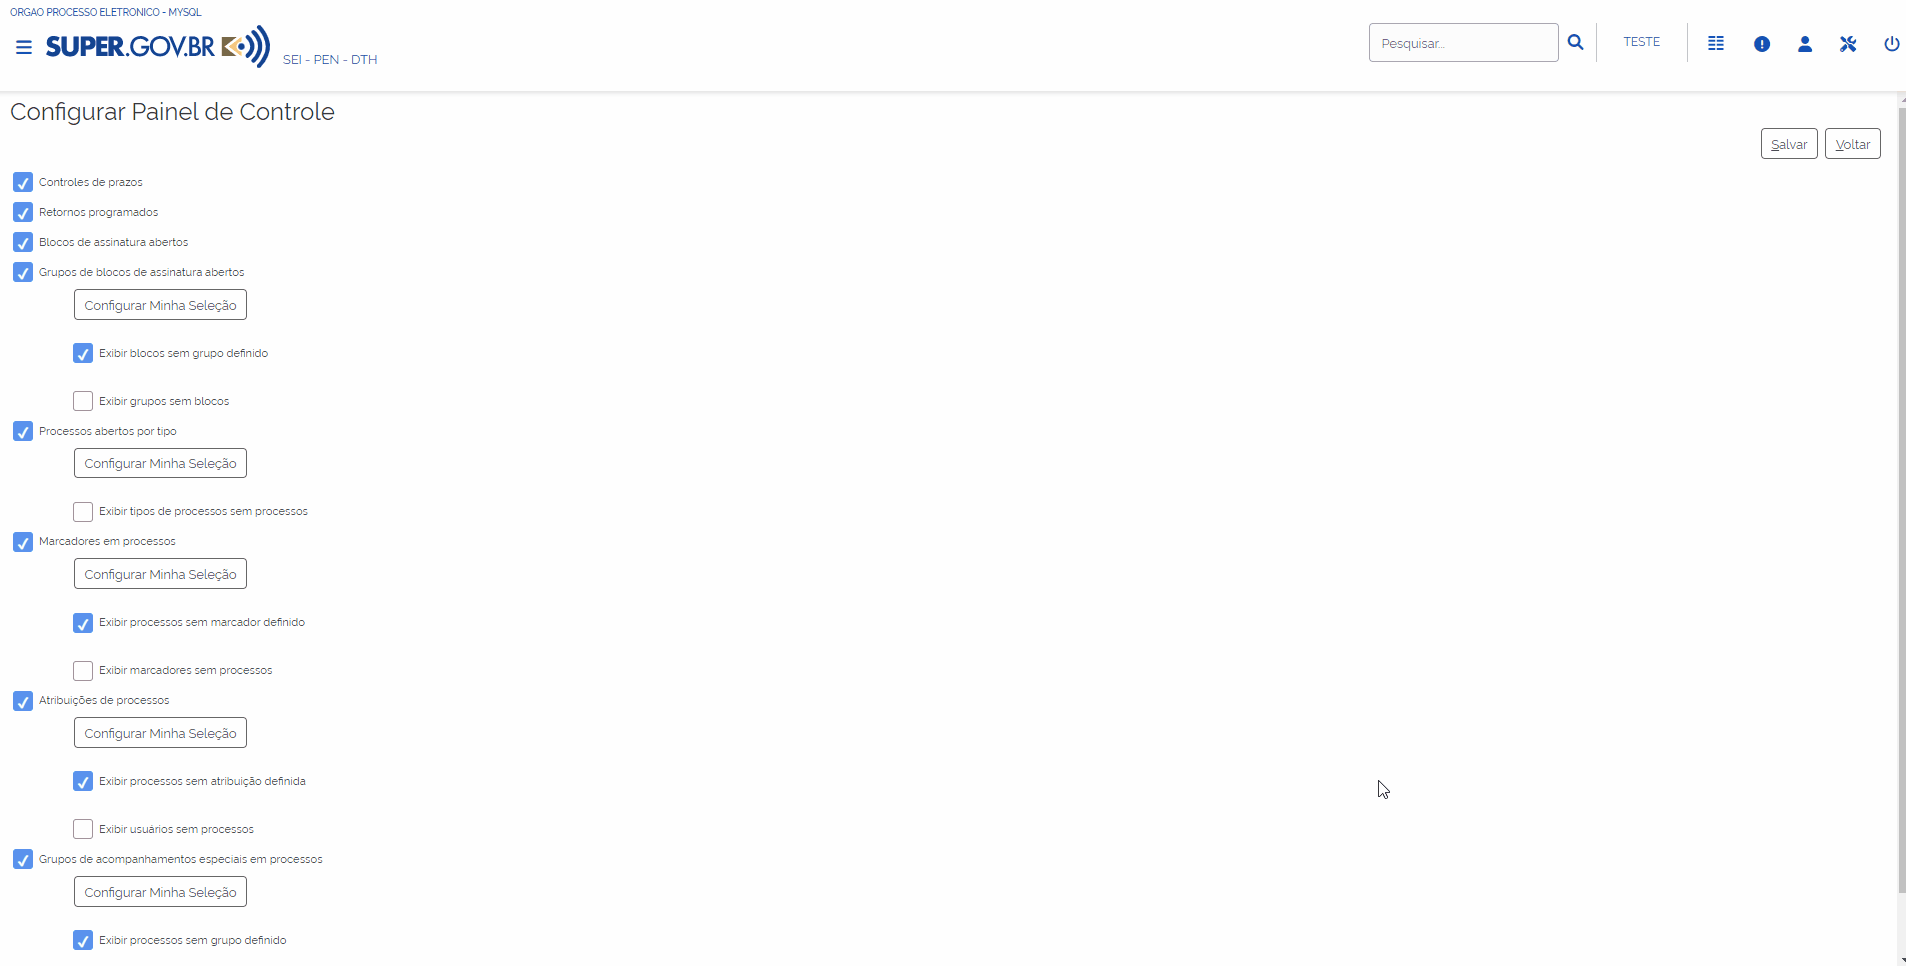 ORGAO PROCESSO ELETRONICO - MYSQL
SUPER.GOV.BR
SEI - PEN - DTH
Pesquisar...
TESTE
Configurar Painel de Controle
Salvar
Voltar
Controles de prazos
Retornos programados
Blocos de assinatura abertos
Grupos de blocos de assinatura abertos
Configurar Minha Seleção
Exibir blocos sem grupo definido
Exibir grupos sem blocos
Processos abertos por tipo
Configurar Minha Seleção
Exibir tipos de processos sem processos
Marcadores em processos
Configurar Minha Seleção
Exibir processos sem marcador definido
Exibir marcadores sem processos
Atribuições de processos
Configurar Minha Seleção
Exibir processos sem atribuição definida
Exibir usuários sem processos
Grupos de acompanhamentos especiais em processos
Configurar Minha Seleção
Exibir processos sem grupo definido